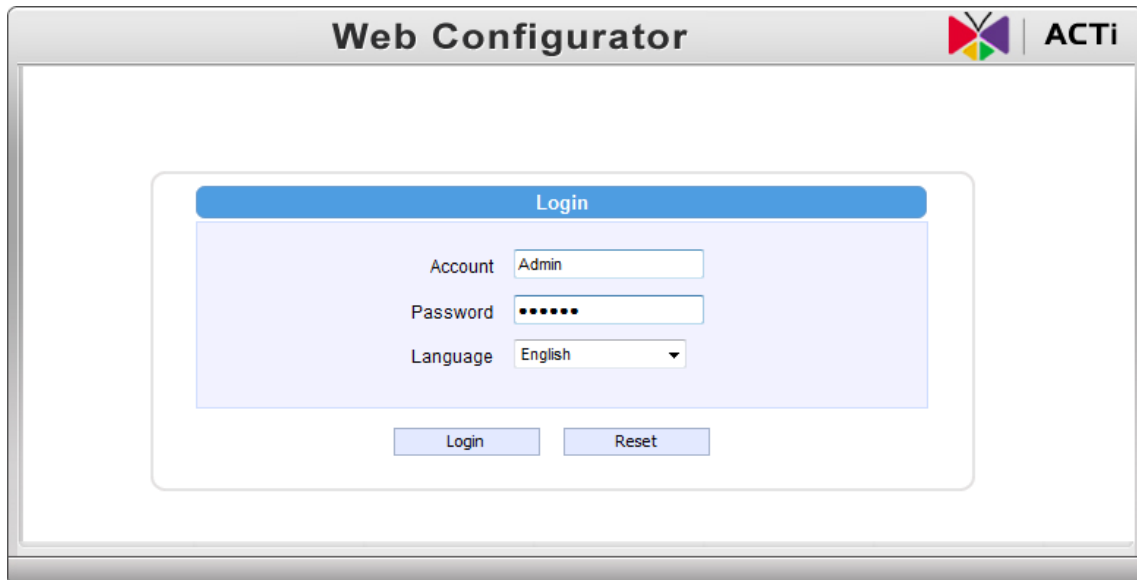 Web Configurator
ACTi
Login
Account Admin
Password ••••••
Language English
Login Reset